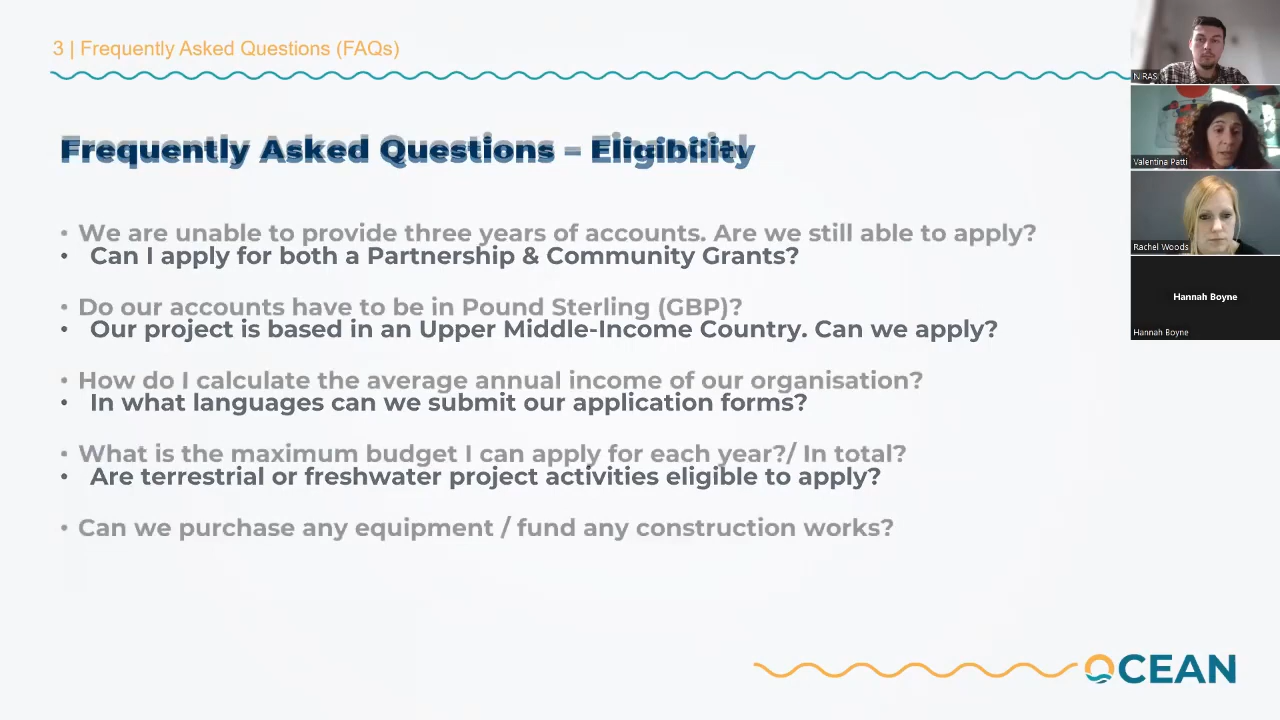 3 | Frequently Asked Questions (FAQs)
Frequently Asked Questions – Eligibility
• We are unable to provide three years of accounts. Are we still able to apply?
• Can I apply for both a Partnership & Community Grants?
• Do our accounts have to be in Pound Sterling (GBP)?
• Our project is based in an Upper Middle-Income Country. Can we apply?
• How do I calculate the average annual income of our organisation?
• In what languages can we submit our application forms?
• What is the maximum budget I can apply for each year?/ In total?
• Are terrestrial or freshwater project activities eligible to apply?
• Can we purchase any equipment / fund any construction works?
NIRAS
Valentina Patti
Rachel Woods
Hannah Boyne
Hannah Boyne
OCEAN